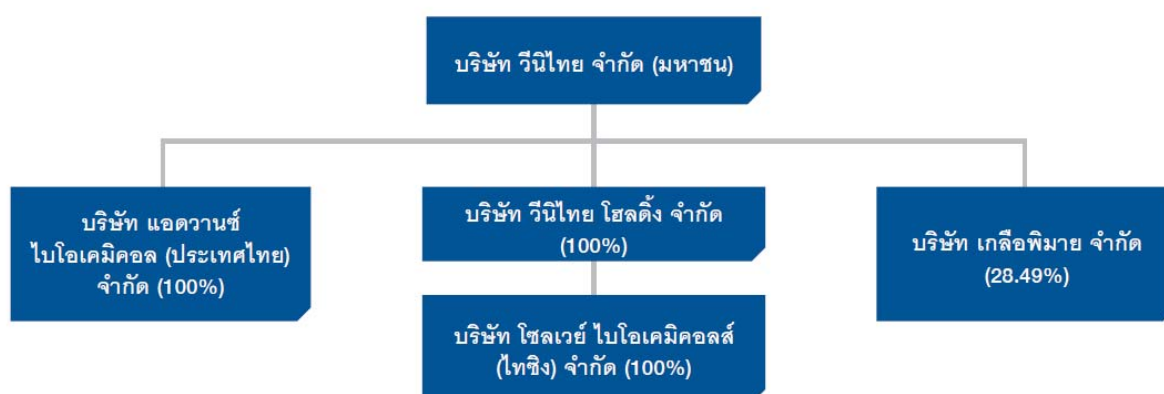 บริษัท วีนิไทย จำกัด (มหาชน)
บริษัท แอดวานซ์
ไบโอเคมิคอล (ประเทศไทย)
จำกัด (100%)
บริษัท วีนิไทย โฮลดิ้ง จำกัด
(100%)
บริษัท เกลือพิมาย จำกัด
(28.49%)
บริษัท โซลเวย์ ไบโอเคมิคอลส์
(ไทซิง) จำกัด (100%)